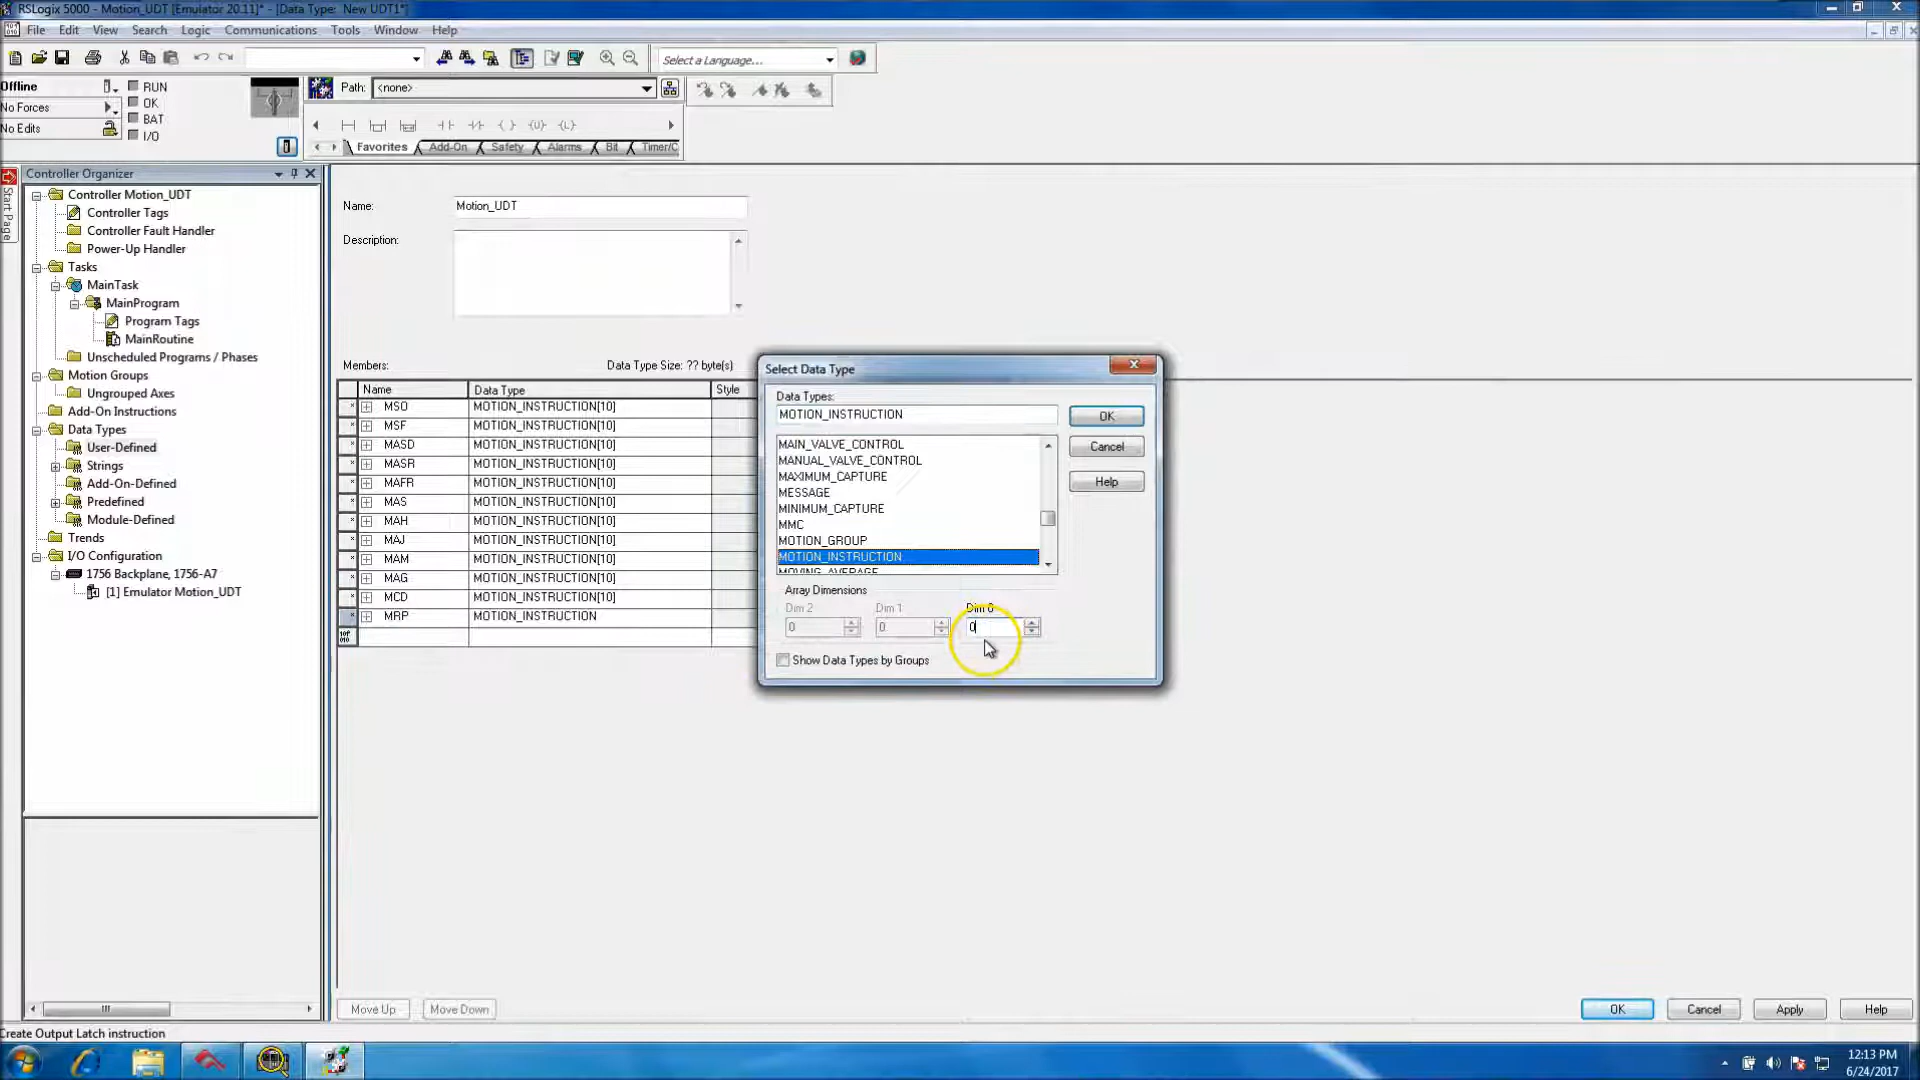 RSLogix 5000 - Motion_UDT [Emulator 20.11]* - [Data Type: New UDT1*]
File Edit View Search Logic Communications Tools Window Help
Select a Language...
Offline RUN Path: <none>
No Forces OK
BAT
No Edits I/O
Favorites Add-On Safety Alarms Bit Timer/C
Start Page
Controller Organizer
Controller Motion_UDT
Controller Tags
Controller Fault Handler
Power-Up Handler
Tasks
MainTask
MainProgram
Program Tags
MainRoutine
Unscheduled Programs / Phases
Motion Groups
Ungrouped Axes
Add-On Instructions
Data Types
User-Defined
Strings
Add-On-Defined
Predefined
Module-Defined
Trends
I/O Configuration
1756 Backplane, 1756-A7
[1] Emulator Motion_UDT
Name: Motion_UDT
Description:
Members: Data Type Size: ?? byte(s)
Name Data Type Style
MSO MOTION_INSTRUCTION[10]
MSF MOTION_INSTRUCTION[10]
MASD MOTION_INSTRUCTION[10]
MASR MOTION_INSTRUCTION[10]
MAFR MOTION_INSTRUCTION[10]
MAS MOTION_INSTRUCTION[10]
MAH MOTION_INSTRUCTION[10]
MAJ MOTION_INSTRUCTION[10]
MAM MOTION_INSTRUCTION[10]
MAG MOTION_INSTRUCTION[10]
MCD MOTION_INSTRUCTION[10]
MRP MOTION_INSTRUCTION
Select Data Type
Data Types:
MOTION_INSTRUCTION
MAIN_VALVE_CONTROL
MANUAL_VALVE_CONTROL
MAXIMUM_CAPTURE
MESSAGE
MINIMUM_CAPTURE
MMC
MOTION_GROUP
MOTION_INSTRUCTION
MOVING_AVERAGE
OK
Cancel
Help
Array Dimensions
Dim 2 Dim 1 Dim 0
0 0 0
Show Data Types by Groups
Move Up Move Down OK Cancel Apply Help
Create Output Latch instruction
12:13 PM
6/24/2017